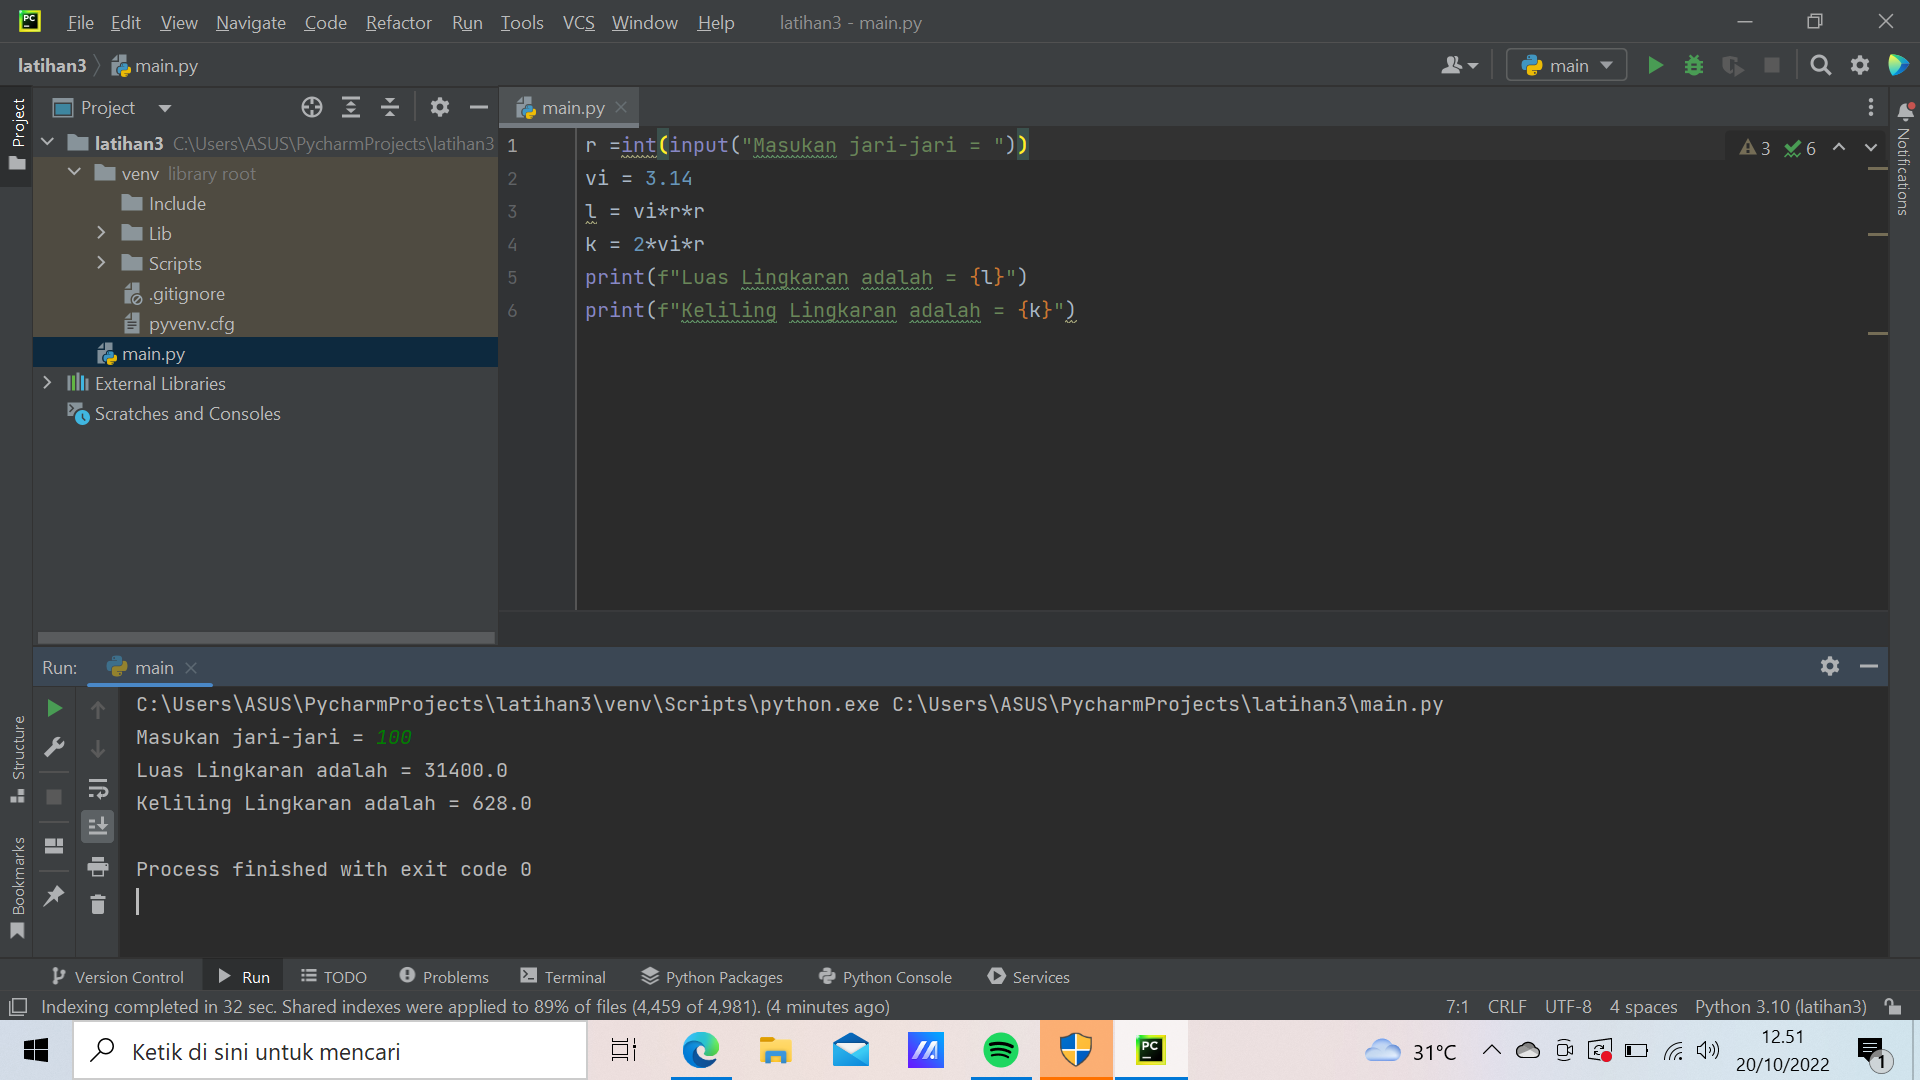 File Edit View Navigate Code Refactor Run Tools VCS Window Help latihan3 - main.py
latihan3 main.py main
Project
Project
main.py
latihan3 C:\Users\ASUS\PycharmProjects\latihan3
venv library root
Include
Lib
Scripts
.gitignore
pyvenv.cfg
main.py
External Libraries
Scratches and Consoles
3 6
1 r =int(input("Masukan jari-jari = "))
2 vi = 3.14
3 l = vi*r*r
4 k = 2*vi*r
5 print(f"Luas Lingkaran adalah = {l}")
6 print(f"Keliling Lingkaran adalah = {k}")
Notifications
Run: main
C:\Users\ASUS\PycharmProjects\latihan3\venv\Scripts\python.exe C:\Users\ASUS\PycharmProjects\latihan3\main.py
Masukan jari-jari = 100
Luas Lingkaran adalah = 31400.0
Keliling Lingkaran adalah = 628.0
Process finished with exit code 0
Structure
Bookmarks
Version Control Run TODO Problems Terminal Python Packages Python Console Services
Indexing completed in 32 sec. Shared indexes were applied to 89% of files (4,459 of 4,981). (4 minutes ago) 7:1 CRLF UTF-8 4 spaces Python 3.10 (latihan3)
Ketik di sini untuk mencari
PC
31°C
12.51
20/10/2022
1